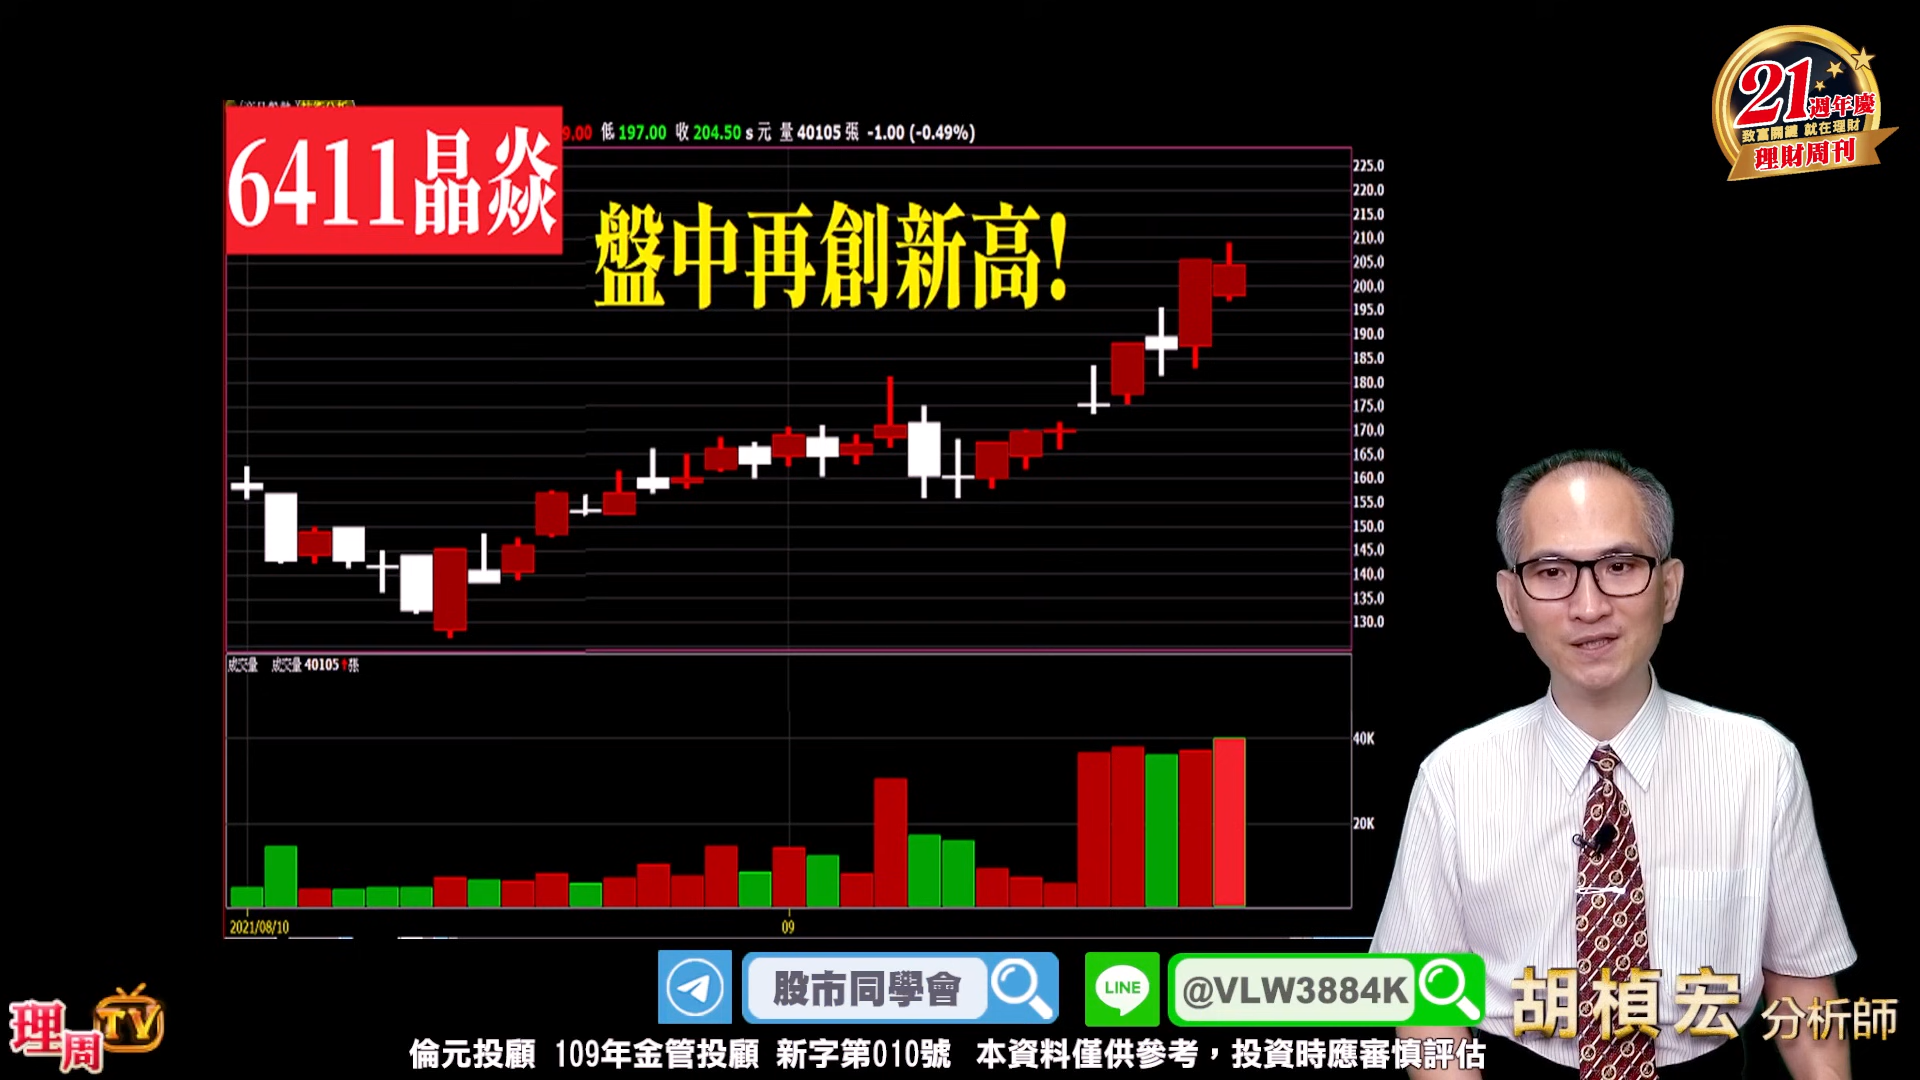 21週年慶
致富關鍵 就在理財
理財周刊
6411晶焱
9.00 低 197.00 收 204.50 s 元 量 40105 張 -1.00 (-0.49%)
盤中再創新高!
225.0
220.0
215.0
210.0
205.0
200.0
195.0
190.0
185.0
180.0
175.0
170.0
165.0
160.0
155.0
150.0
145.0
140.0
135.0
130.0
成交量 成交量 40105↑張
40K
20K
2021/08/10
09
股市同學會
LINE
@VLW3884K
胡楨宏 分析師
理周TV
倫元投顧 109年金管投顧 新字第010號 本資料僅供參考，投資時應審慎評估